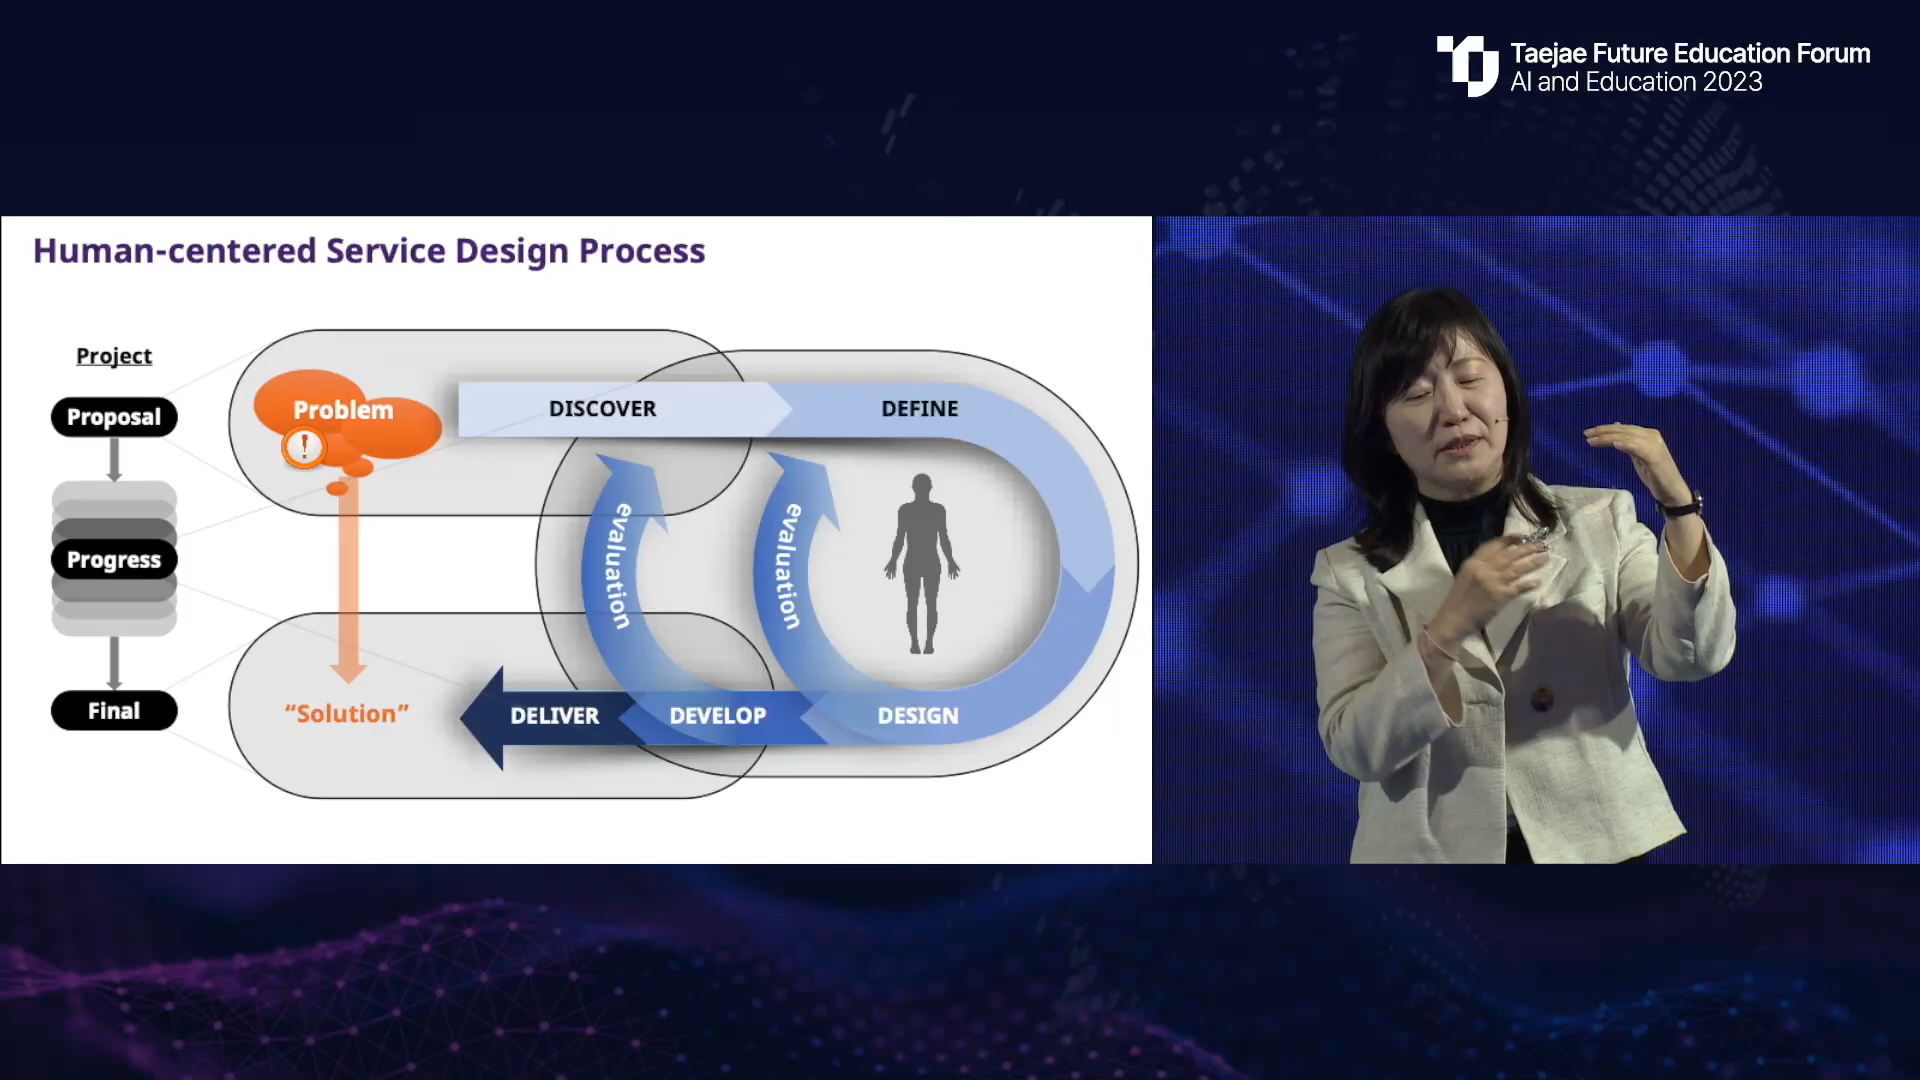 Taejae Future Education Forum
AI and Education 2023
Human-centered Service Design Process
Project
Proposal
Progress
Final
Problem
!
“Solution”
DISCOVER
DEFINE
evaluation
evaluation
DELIVER
DEVELOP
DESIGN